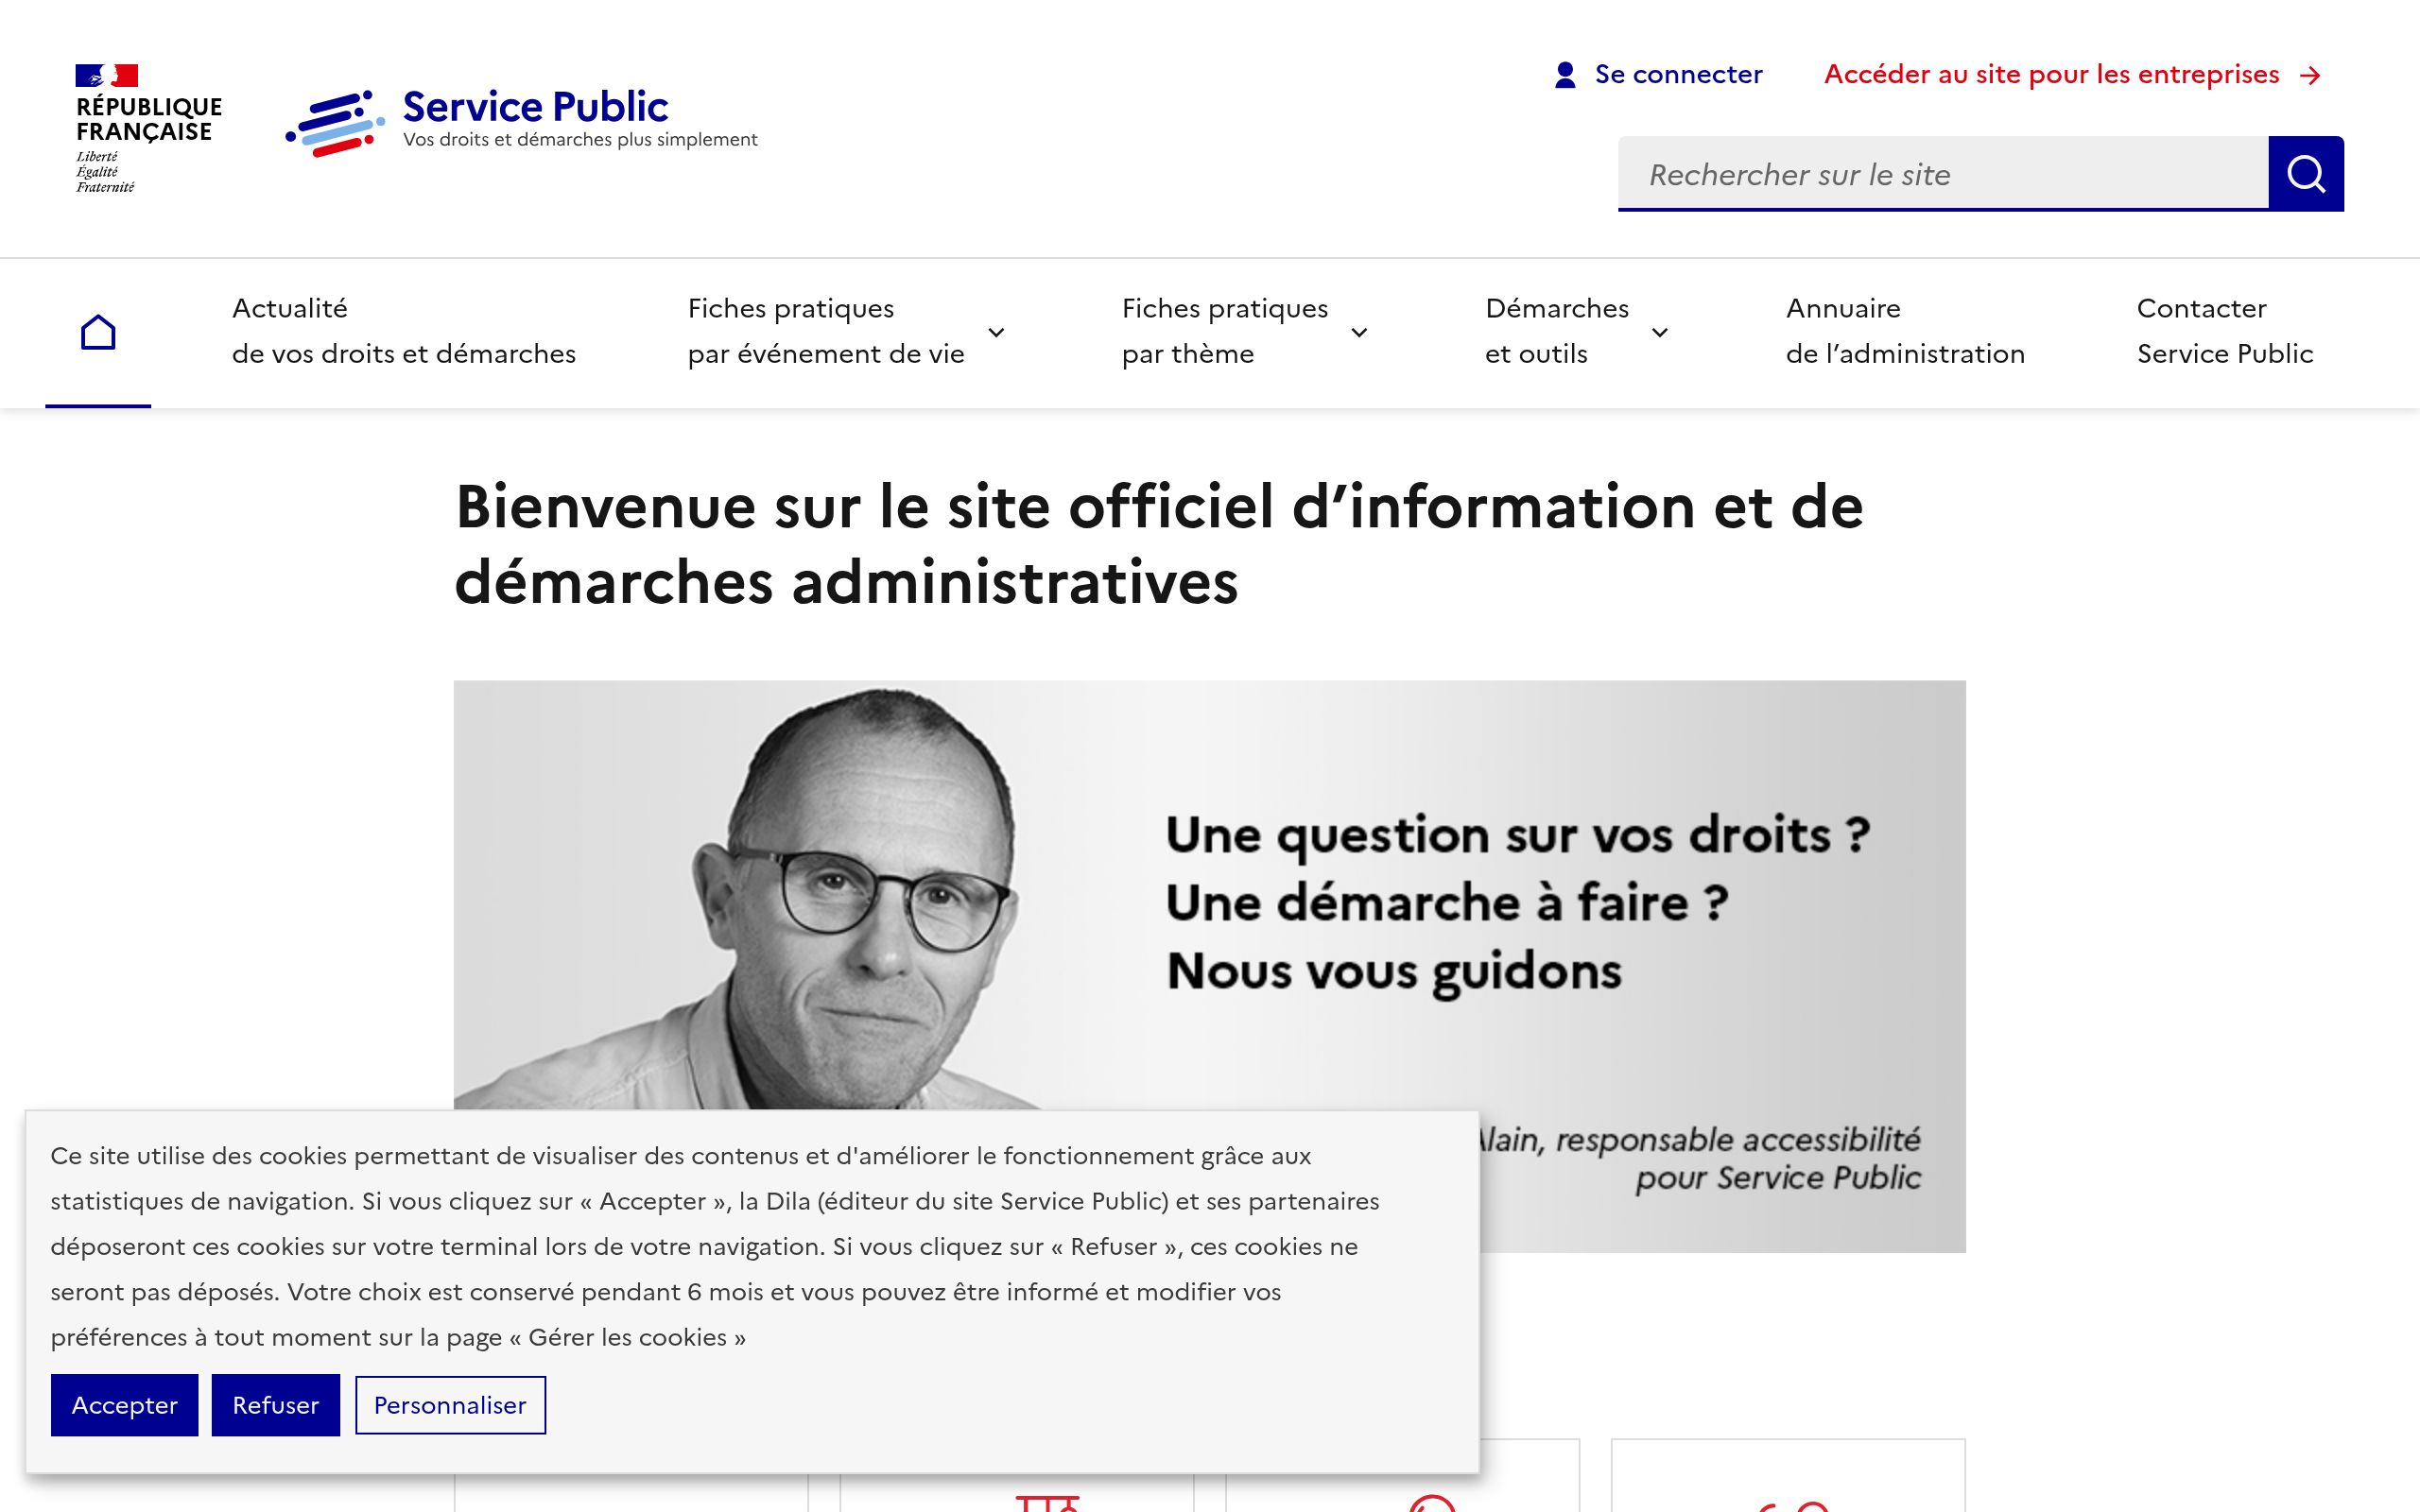 RÉPUBLIQUE
FRANÇAISE
Liberté
Égalité
Fraternité
Service Public
Vos droits et démarches plus simplement
Se connecter
Accéder au site pour les entreprises
Rechercher sur le site
Actualité
de vos droits et démarches
Fiches pratiques
par événement de vie
Fiches pratiques
par thème
Démarches
et outils
Annuaire
de l’administration
Contacter
Service Public
Bienvenue sur le site officiel d’information et de
démarches administratives
Une question sur vos droits ?
Une démarche à faire ?
Nous vous guidons
Alain, responsable accessibilité
pour Service Public
Ce site utilise des cookies permettant de visualiser des contenus et d'améliorer le fonctionnement grâce aux
statistiques de navigation. Si vous cliquez sur « Accepter », la Dila (éditeur du site Service Public) et ses partenaires
déposeront ces cookies sur votre terminal lors de votre navigation. Si vous cliquez sur « Refuser », ces cookies ne
seront pas déposés. Votre choix est conservé pendant 6 mois et vous pouvez être informé et modifier vos
préférences à tout moment sur la page « Gérer les cookies »
Accepter
Refuser
Personnaliser